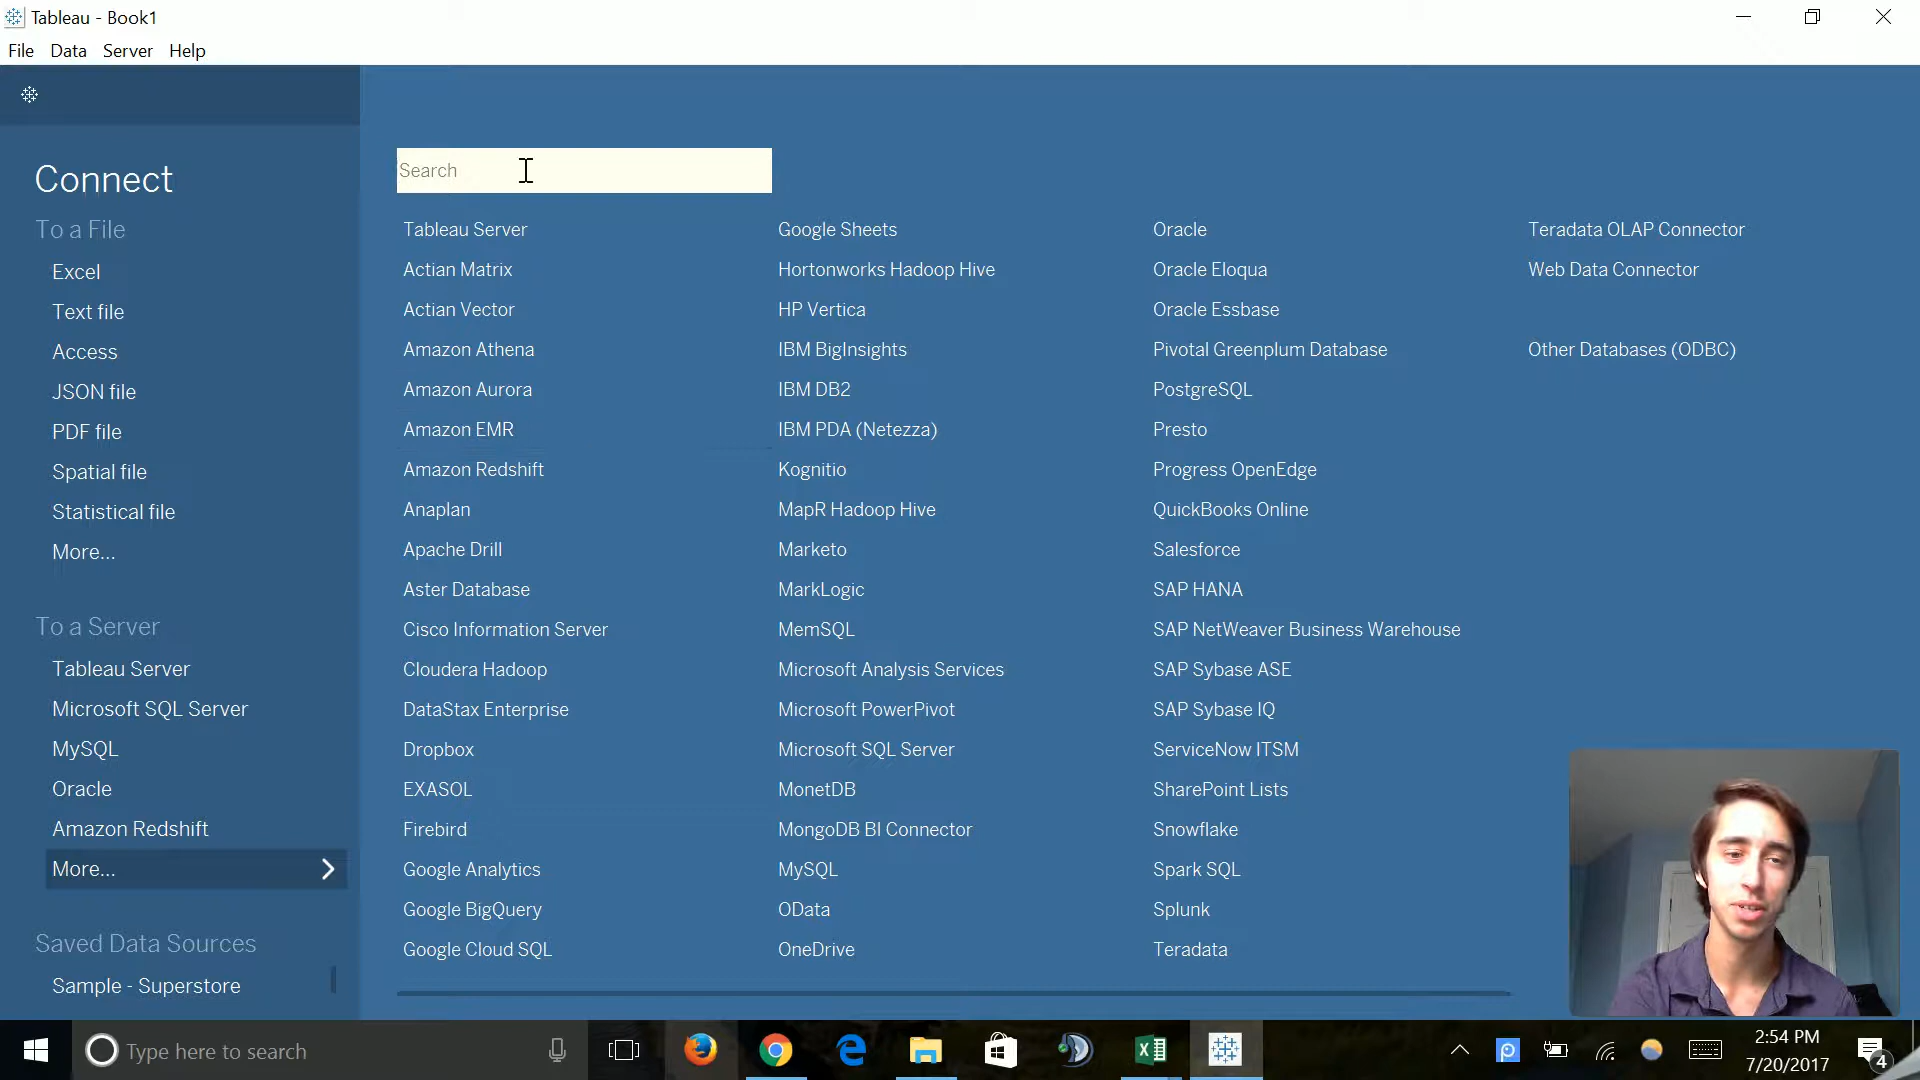 Tableau - Book1
File Data Server Help
Connect
To a File
Excel
Text file
Access
JSON file
PDF file
Spatial file
Statistical file
More...
To a Server
Tableau Server
Microsoft SQL Server
MySQL
Oracle
Amazon Redshift
More...
Saved Data Sources
Sample - Superstore
Search
Tableau Server
Actian Matrix
Actian Vector
Amazon Athena
Amazon Aurora
Amazon EMR
Amazon Redshift
Anaplan
Apache Drill
Aster Database
Cisco Information Server
Cloudera Hadoop
DataStax Enterprise
Dropbox
EXASOL
Firebird
Google Analytics
Google BigQuery
Google Cloud SQL
Google Sheets
Hortonworks Hadoop Hive
HP Vertica
IBM BigInsights
IBM DB2
IBM PDA (Netezza)
Kognitio
MapR Hadoop Hive
Marketo
MarkLogic
MemSQL
Microsoft Analysis Services
Microsoft PowerPivot
Microsoft SQL Server
MonetDB
MongoDB BI Connector
MySQL
OData
OneDrive
Oracle
Oracle Eloqua
Oracle Essbase
Pivotal Greenplum Database
PostgreSQL
Presto
Progress OpenEdge
QuickBooks Online
Salesforce
SAP HANA
SAP NetWeaver Business Warehouse
SAP Sybase ASE
SAP Sybase IQ
ServiceNow ITSM
SharePoint Lists
Snowflake
Spark SQL
Splunk
Teradata
Teradata OLAP Connector
Web Data Connector
Other Databases (ODBC)
Type here to search
2:54 PM
7/20/2017
4